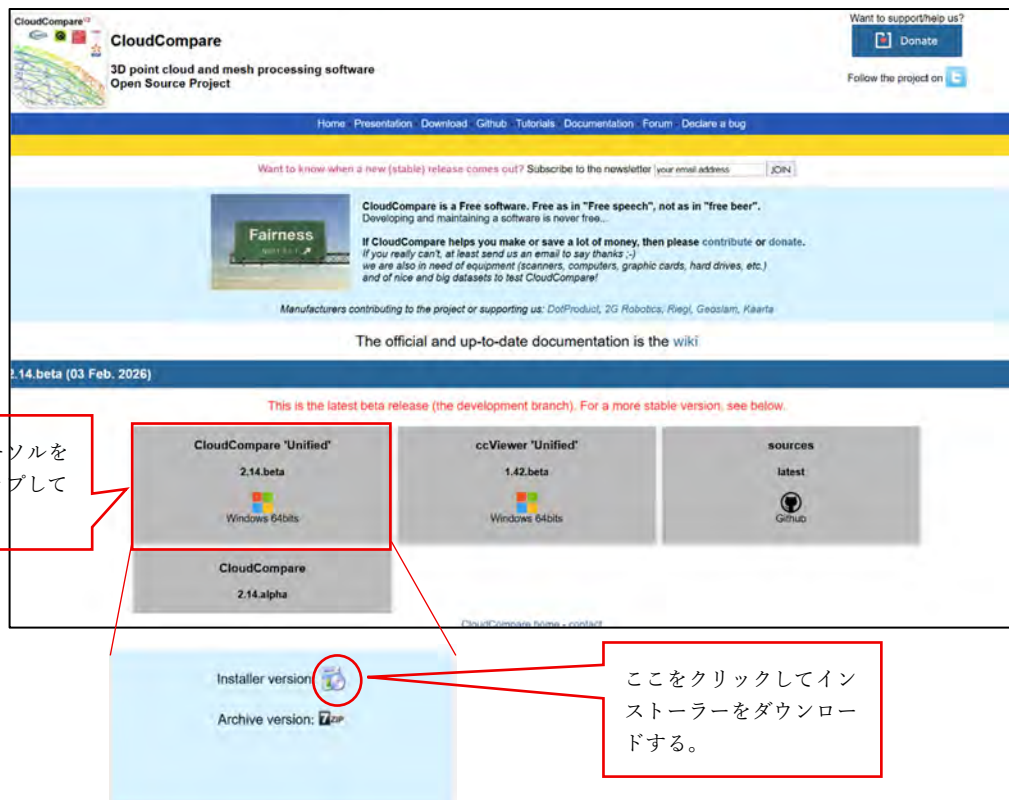 CloudCompare
CloudCompare
3D point cloud and mesh processing software
Open Source Project
Want to support/help us?
Donate
Follow the project on
Home Presentation Download Github Tutorials Documentation Forum Declare a bug
Want to know when a new (stable) release comes out? Subscribe to the newsletter your email address JOIN
Fairness
CloudCompare is a Free software. Free as in "Free speech", not as in "free beer".
Developing and maintaining a software is never free...
If CloudCompare helps you make or save a lot of money, then please contribute or donate.
If you really can't, at least send us an email to say thanks ;-)
we are also in need of equipment (scanners, computers, graphic cards, hard drives, etc.)
and of nice and big datasets to test CloudCompare!
Manufacturers contributing to the project or supporting us: DotProduct, 2G Robotics, Riegl, Geoslam, Kaarta
The official and up-to-date documentation is the wiki
2.14.beta (03 Feb. 2026)
This is the latest beta release (the development branch). For a more stable version, see below.
ーソルを
プして
CloudCompare 'Unified'
2.14.beta
Windows 64bits
ccViewer 'Unified'
1.42.beta
Windows 64bits
sources
latest
Github
CloudCompare
2.14.alpha
CloudCompare home - contact
Installer version:
Archive version: 7ZIP
ここをクリックしてイン
ストーラーをダウンロー
ドする。